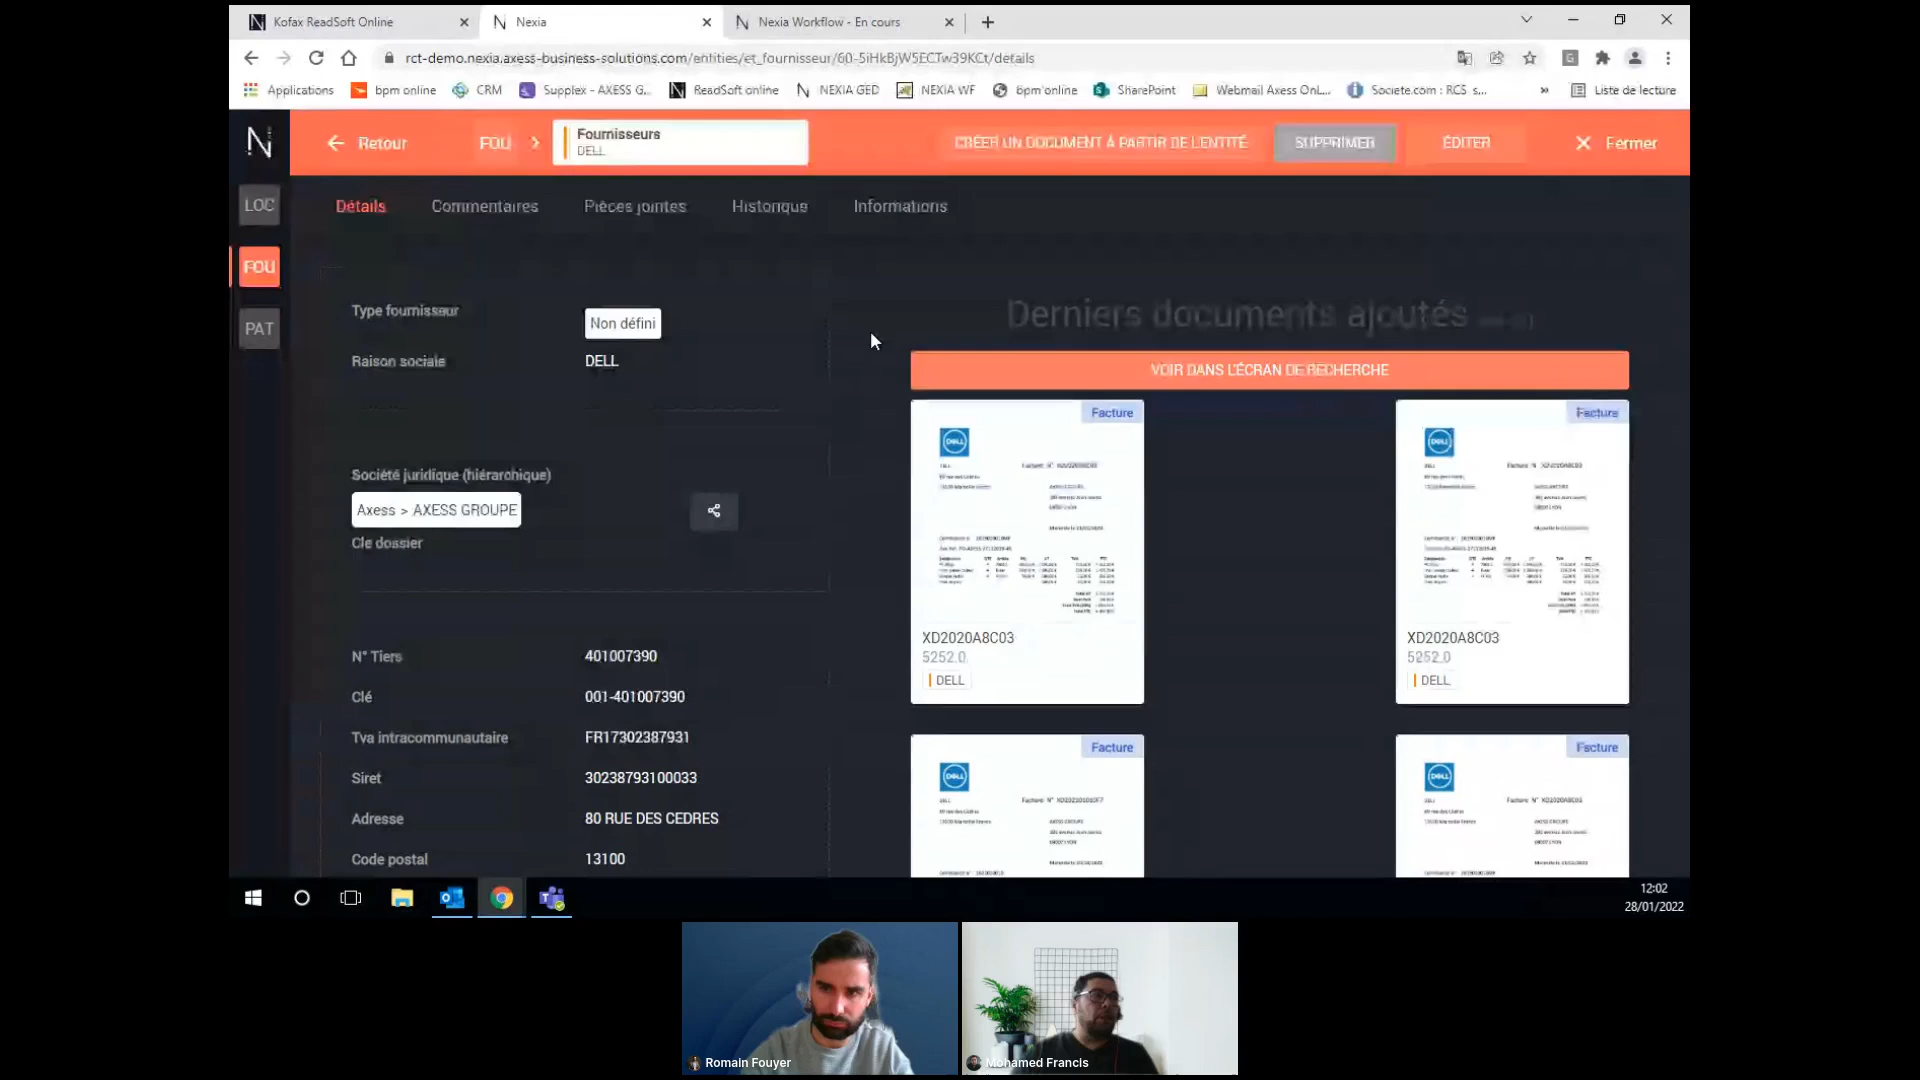 Kofax ReadSoft Online
Nexia
Nexia Workflow - En cours
rct-demo.nexia.axess-business-solutions.com/entities/et_fournisseur/60-5iHkBjW5ECTw39KCt/details
Applications
bpm online
CRM
Supplex - AXESS G...
ReadSoft online
NEXIA GED
NEXIA WF
bpm'online
SharePoint
Webmail Axess OnL...
Societe.com : RCS s...
»
Liste de lecture
Retour
FOU
Fournisseurs
DELL
CRÉER UN DOCUMENT À PARTIR DE L'ENTITÉ
SUPPRIMER
ÉDITER
Fermer
LOC
FOU
PAT
Détails
Commentaires
Pièces jointes
Historique
Informations
Type fournisseur
Non défini
Raison sociale
DELL
Société juridique (hiérarchique)
Axess > AXESS GROUPE
Cle dossier
N° Tiers
401007390
Clé
001-401007390
Tva intracommunautaire
FR17302387931
Siret
30238793100033
Adresse
80 RUE DES CEDRES
Code postal
13100
Derniers documents ajoutés
VOIR DANS L'ÉCRAN DE RECHERCHE
Facture
DELL
XD2020A8C03
5252.0
DELL
Facture
DELL
XD2020A8C03
5252.0
DELL
Facture
DELL
Facture
DELL
12:02
28/01/2022
Romain Fouyer
Mohamed Francis